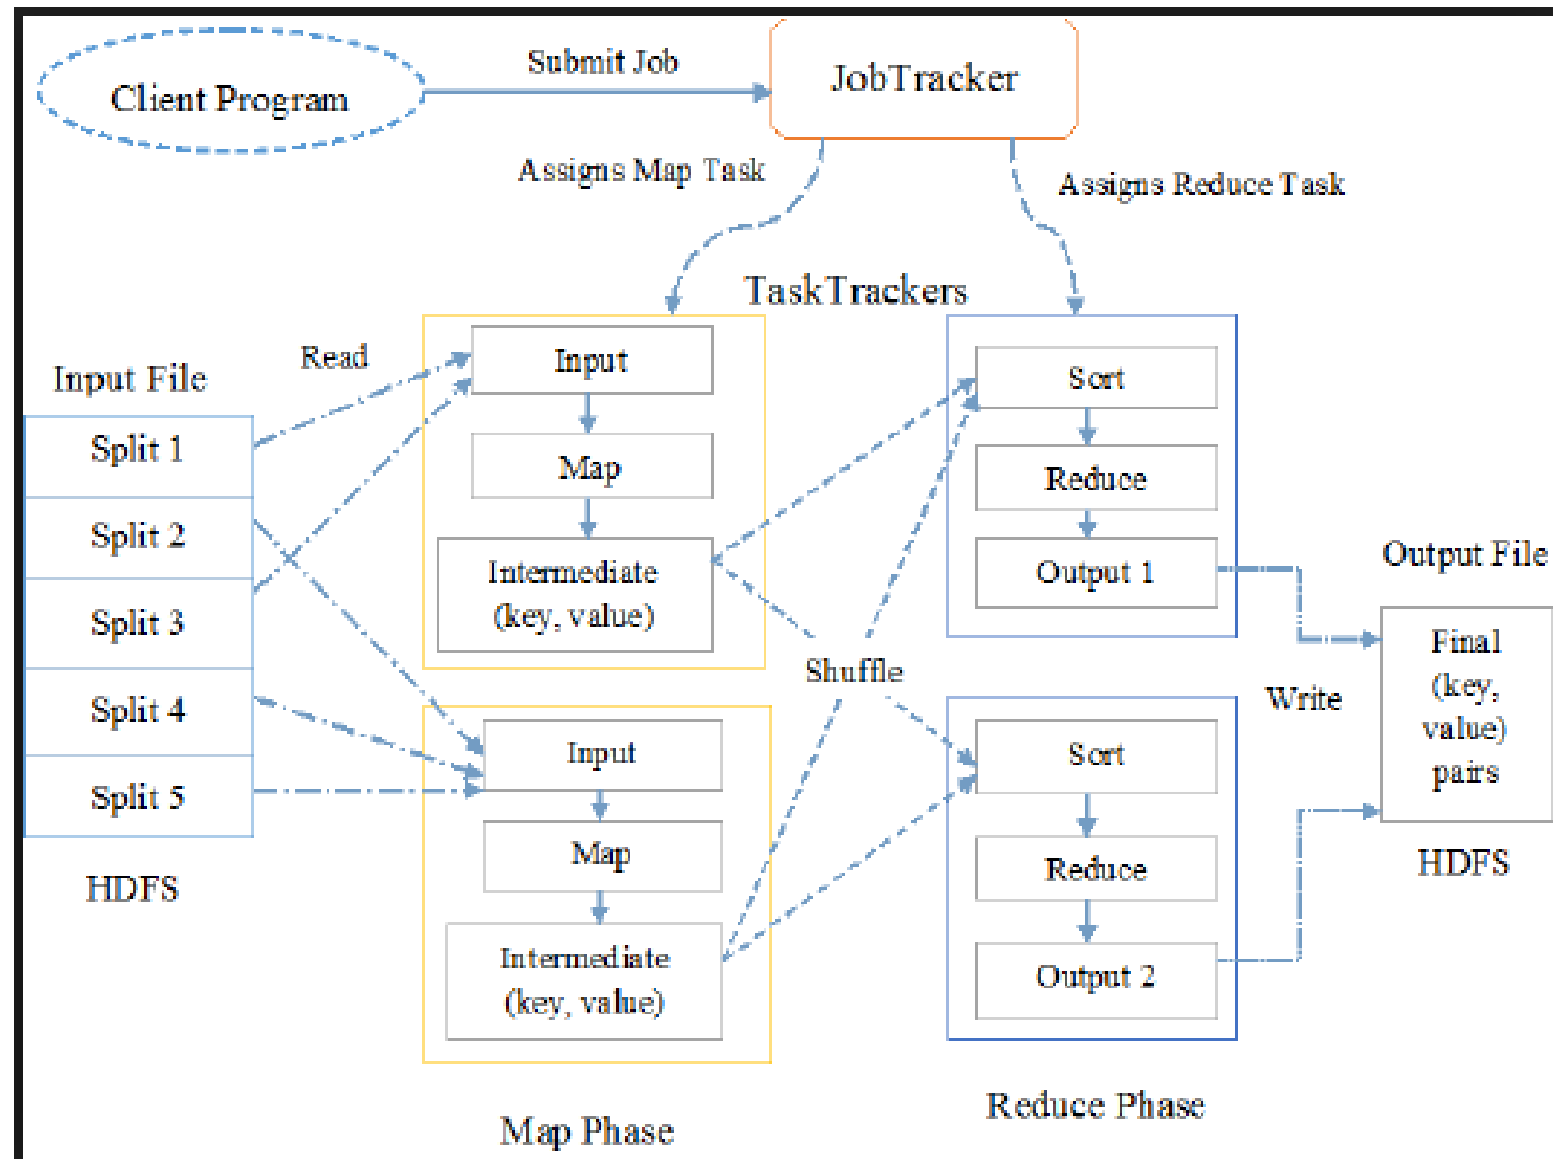 Client Program
Submit Job
JobTracker
Assigns Map Task
Assigns Reduce Task
TaskTrackers
Input File
Read
Split 1
Split 2
Split 3
Split 4
Split 5
HDFS
Input
Map
Intermediate
(key, value)
Input
Map
Intermediate
(key, value)
Map Phase
Shuffle
Sort
Reduce
Output 1
Sort
Reduce
Output 2
Reduce Phase
Write
Output File
Final
(key,
value)
pairs
HDFS